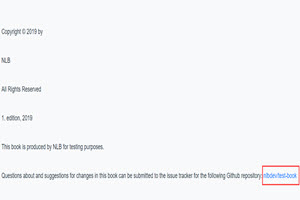 Copyright © 2019 by
NLB
All Rights Reserved
1. edition, 2019
This book is produced by NLB for testing purposes.
Questions about and suggestions for changes in this book can be submitted to the issue tracker for the following Github repository: nlbdev/test-book